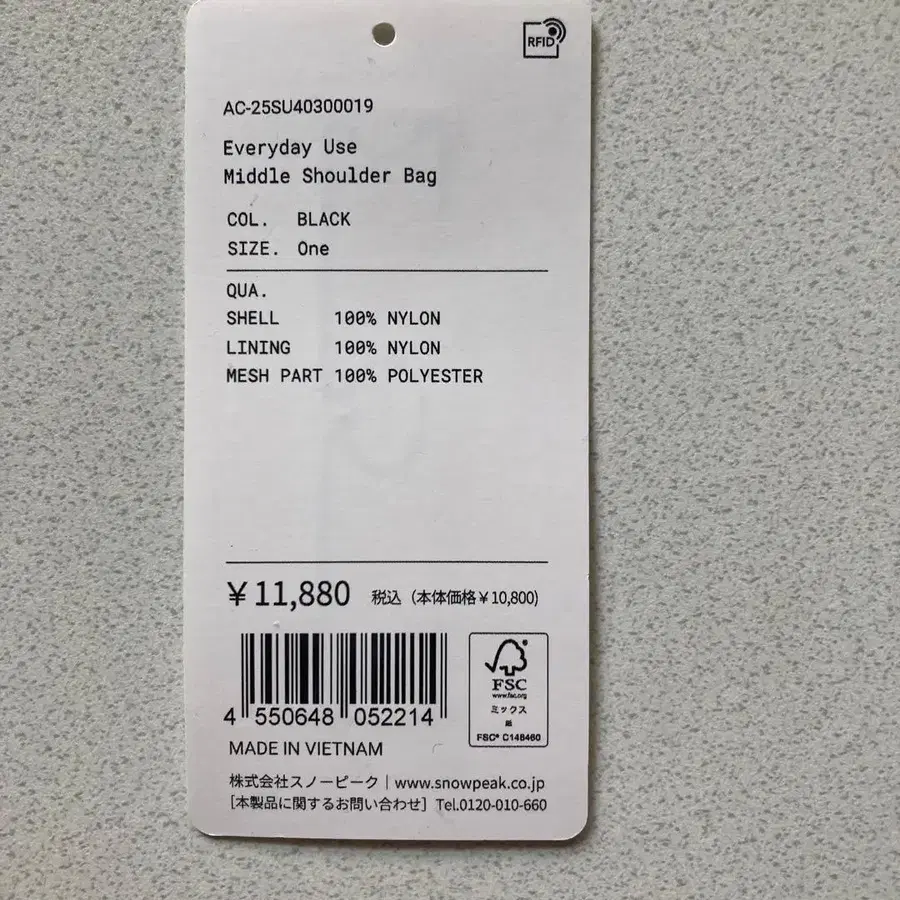 RFID
AC-25SU40300019
Everyday Use
Middle Shoulder Bag
COL. BLACK
SIZE. One
QUA.
SHELL 100% NYLON
LINING 100% NYLON
MESH PART 100% POLYESTER
￥11,880 税込（本体価格￥10,800)
4 550648 052214
FSC
www.fsc.org
ミックス
紙
FSC® C148460
MADE IN VIETNAM
株式会社スノーピーク｜www.snowpeak.co.jp
［本製品に関するお問い合わせ］ Tel.0120-010-660